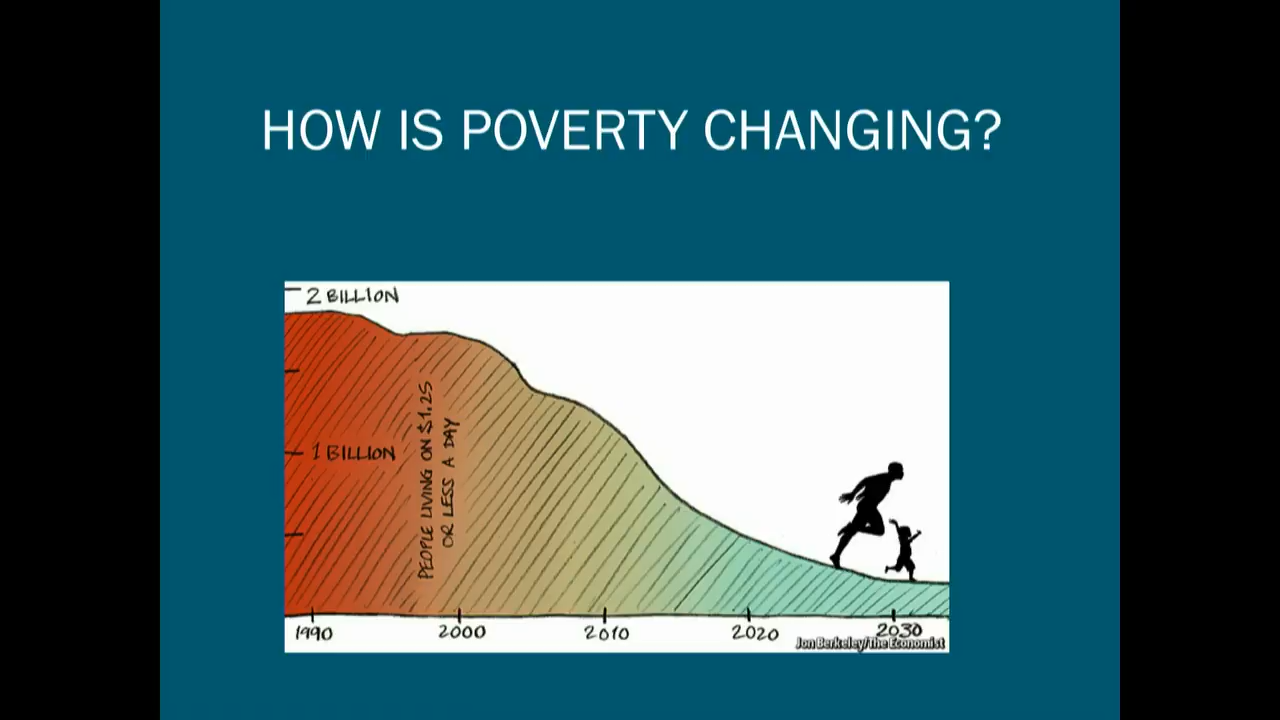 HOW IS POVERTY CHANGING?
2 BILLION
1 BILLION
PEOPLE LIVING ON $1.25
OR LESS A DAY
1990
2000
2010
2020
2030
Jon Berkeley/The Economist